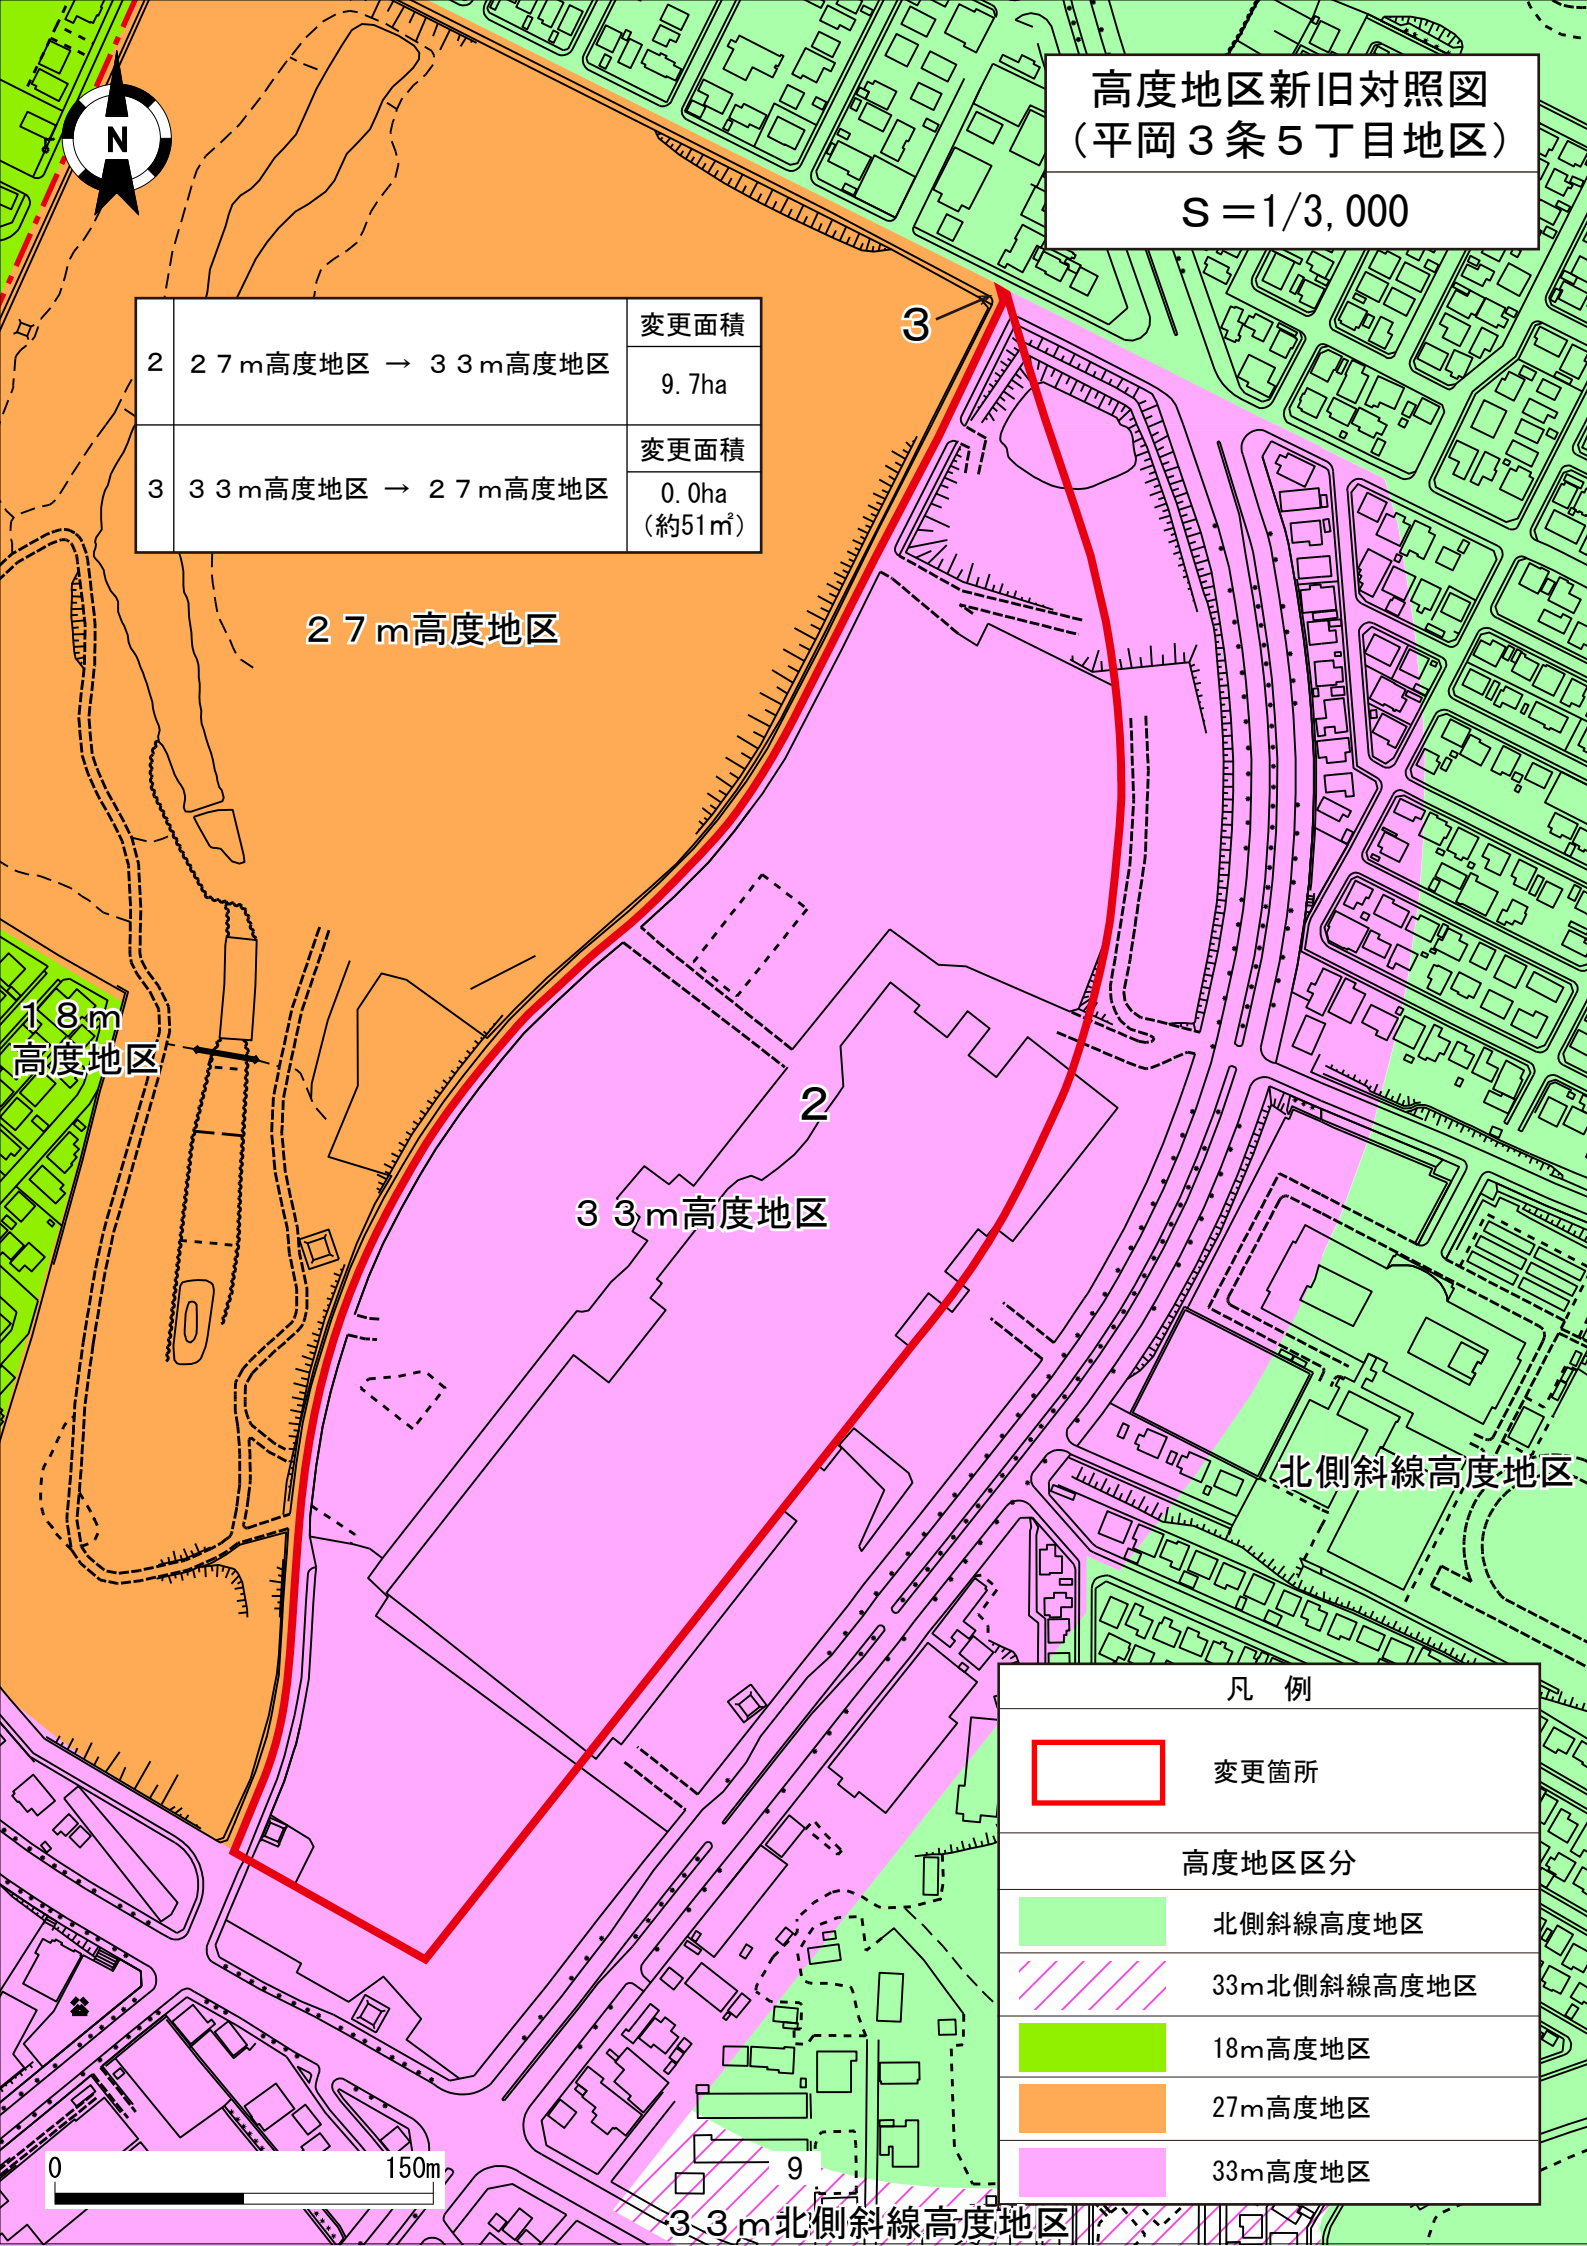 高度地区新旧対照図
（平岡３条５丁目地区）
Ｓ＝1/3,000
N
3
2 ２７ｍ高度地区 → ３３ｍ高度地区 変更面積
9.7ha
3 ３３ｍ高度地区 → ２７ｍ高度地区 変更面積
0.0ha
（約51㎡）
２７ｍ高度地区
１８ｍ
高度地区
2
３３ｍ高度地区
北側斜線高度地区
凡　例
変更箇所
高度地区区分
北側斜線高度地区
33ｍ北側斜線高度地区
18ｍ高度地区
27ｍ高度地区
33ｍ高度地区
0 150m
9
３３ｍ北側斜線高度地区